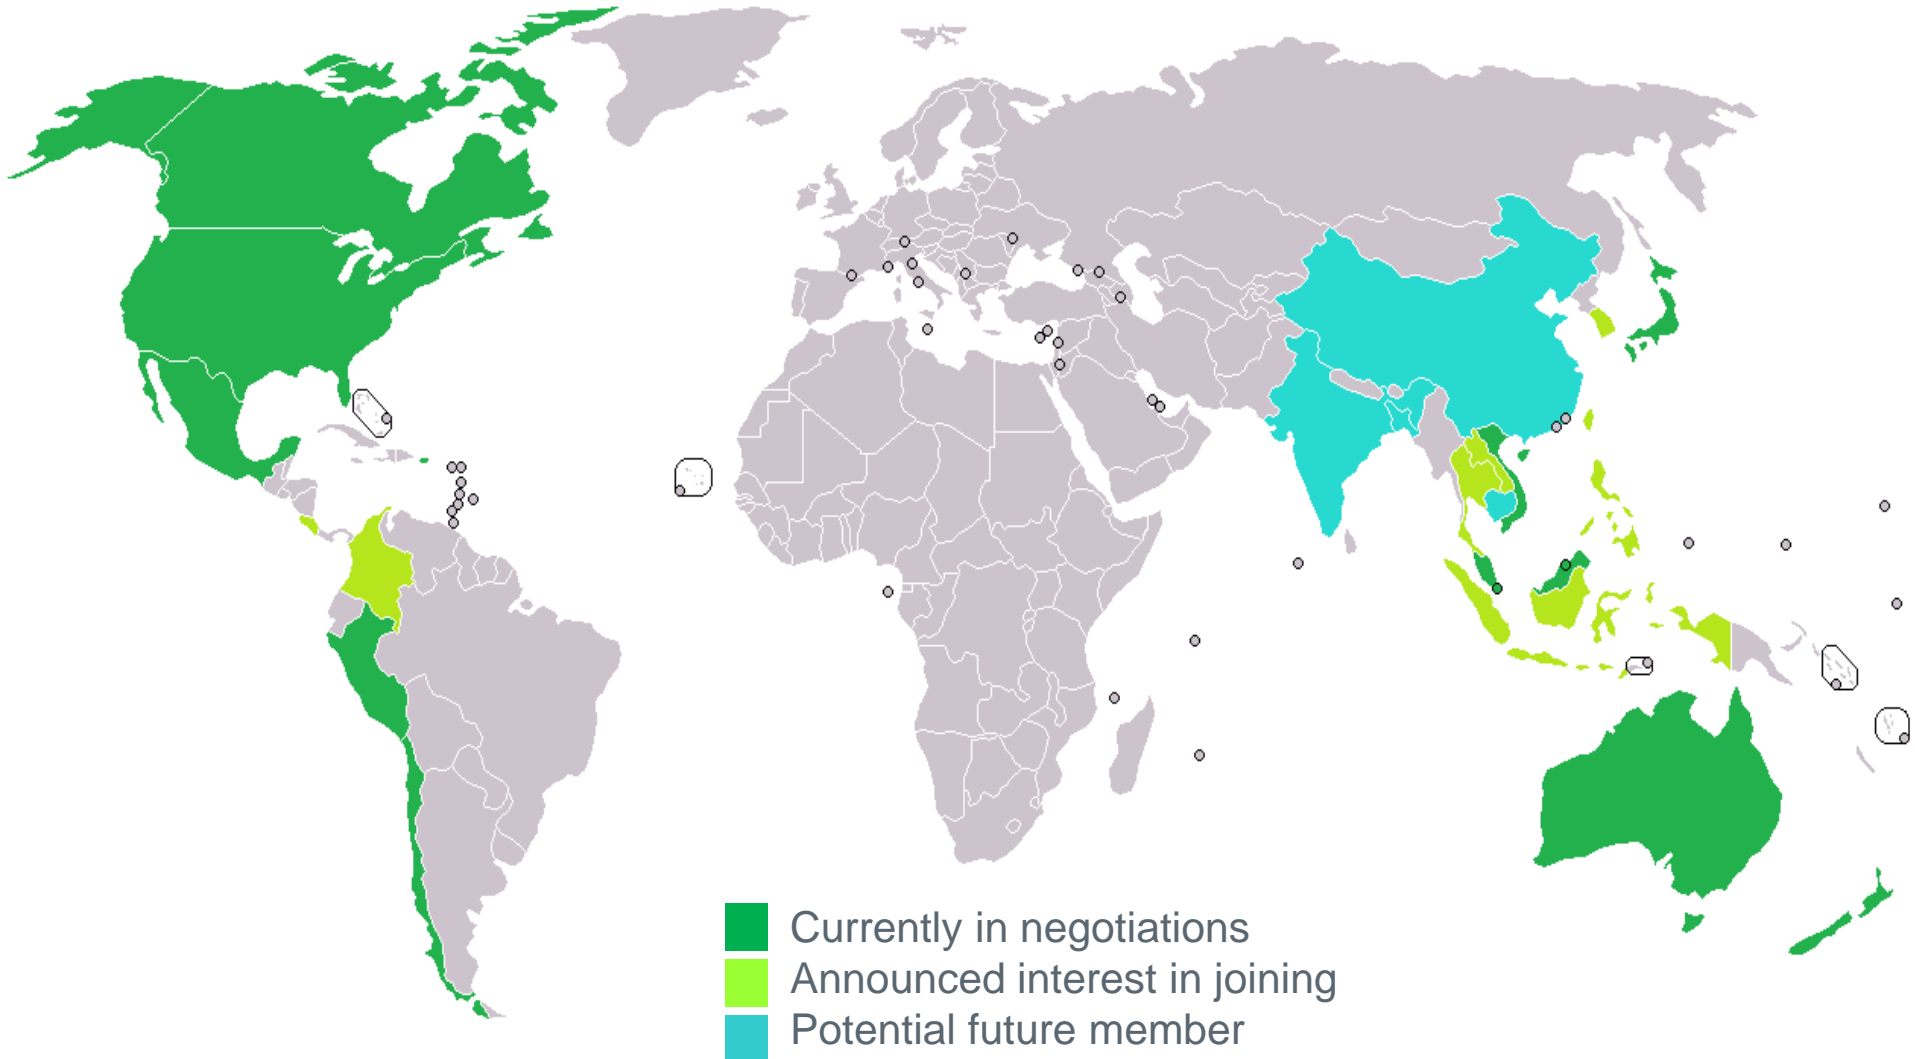 Currently in negotiations
Announced interest in joining
Potential future member